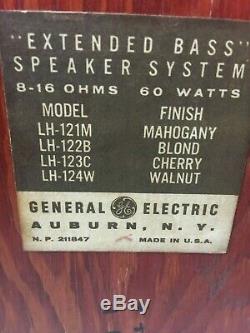 "EXTENDED BASS"
SPEAKER SYSTEM
8-16 OHMS 60 WATTS
MODEL FINISH
LH-121M MAHOGANY
LH-122B BLOND
LH-123C CHERRY
LH-124W WALNUT
GENERAL GE ELECTRIC
AUBURN, N.Y.
N.P. 211847 MADE IN U.S.A.